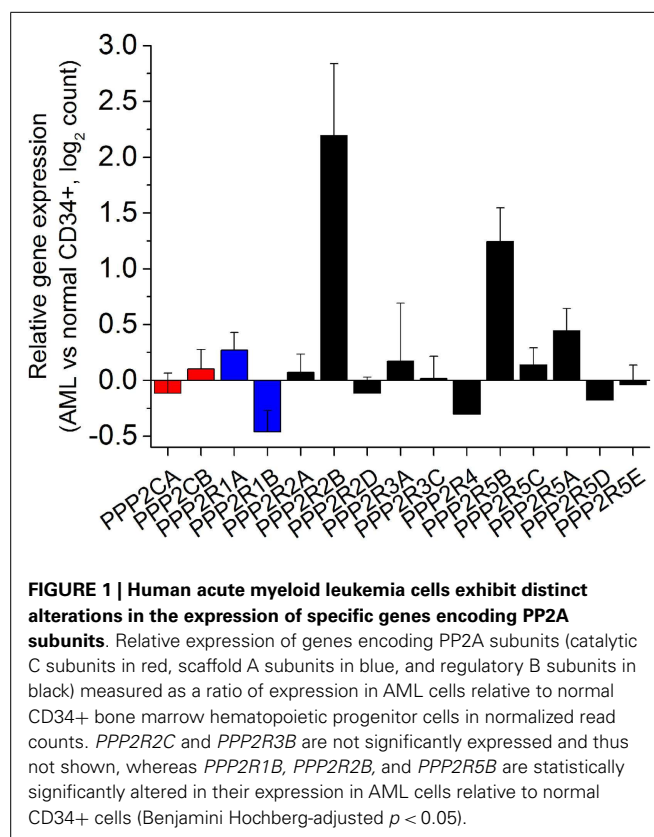 3.0
2.5
2.0
1.5
1.0
0.5
0.0
-0.5
Relative gene expression
(AML vs normal CD34+, log₂ count)
PPP2CA
PPP2CB
PPP2R1A
PPP2R1B
PPP2R2A
PPP2R2B
PPP2R2D
PPP2R3A
PPP2R3C
PPP2R4
PPP2R5B
PPP2R5C
PPP2R5A
PPP2R5D
PPP2R5E
FIGURE 1 | Human acute myeloid leukemia cells exhibit distinct
alterations in the expression of specific genes encoding PP2A
subunits. Relative expression of genes encoding PP2A subunits (catalytic
C subunits in red, scaffold A subunits in blue, and regulatory B subunits in
black) measured as a ratio of expression in AML cells relative to normal
CD34+ bone marrow hematopoietic progenitor cells in normalized read
counts. PPP2R2C and PPP2R3B are not significantly expressed and thus
not shown, whereas PPP2R1B, PPP2R2B, and PPP2R5B are statistically
significantly altered in their expression in AML cells relative to normal
CD34+ cells (Benjamini Hochberg-adjusted p < 0.05).